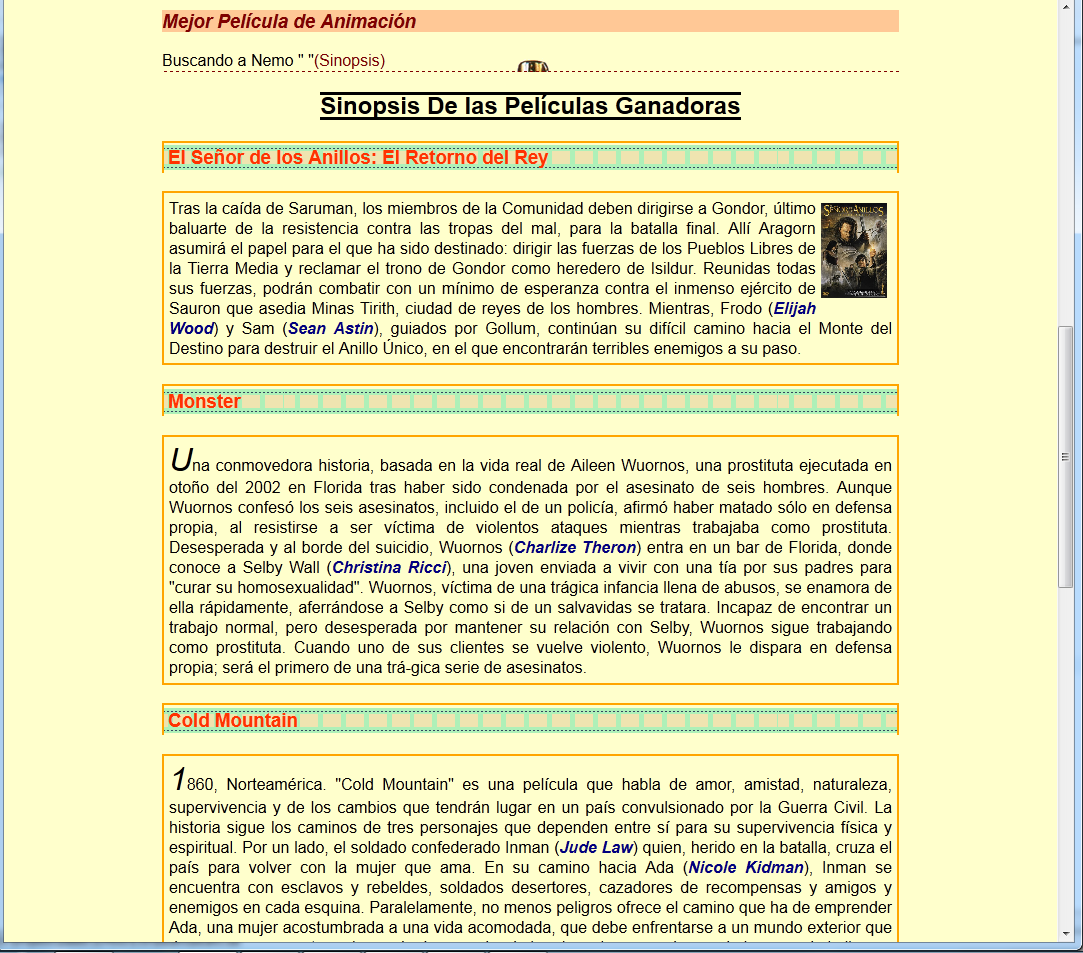 Mejor Película de Animación
Buscando a Nemo " "(Sinopsis)
Sinopsis De las Películas Ganadoras
El Señor de los Anillos: El Retorno del Rey
Tras la caída de Saruman, los miembros de la Comunidad deben dirigirse a Gondor, último
baluarte de la resistencia contra las tropas del mal, para la batalla final. Allí Aragorn
asumirá el papel para el que ha sido destinado: dirigir las fuerzas de los Pueblos Libres de
la Tierra Media y reclamar el trono de Gondor como heredero de Isildur. Reunidas todas
sus fuerzas, podrán combatir con un mínimo de esperanza contra el inmenso ejército de
Sauron que asedia Minas Tirith, ciudad de reyes de los hombres. Mientras, Frodo (Elijah
Wood) y Sam (Sean Astin), guiados por Gollum, continúan su difícil camino hacia el Monte del
Destino para destruir el Anillo Único, en el que encontrarán terribles enemigos a su paso.
Monster
Una conmovedora historia, basada en la vida real de Aileen Wuornos, una prostituta ejecutada en
otoño del 2002 en Florida tras haber sido condenada por el asesinato de seis hombres. Aunque
Wuornos confesó los seis asesinatos, incluido el de un policía, afirmó haber matado sólo en defensa
propia, al resistirse a ser víctima de violentos ataques mientras trabajaba como prostituta.
Desesperada y al borde del suicidio, Wuornos (Charlize Theron) entra en un bar de Florida, donde
conoce a Selby Wall (Christina Ricci), una joven enviada a vivir con una tía por sus padres para
"curar su homosexualidad". Wuornos, víctima de una trágica infancia llena de abusos, se enamora de
ella rápidamente, aferrándose a Selby como si de un salvavidas se tratara. Incapaz de encontrar un
trabajo normal, pero desesperada por mantener su relación con Selby, Wuornos sigue trabajando
como prostituta. Cuando uno de sus clientes se vuelve violento, Wuornos le dispara en defensa
propia; será el primero de una trá-gica serie de asesinatos.
Cold Mountain
1860, Norteamérica. "Cold Mountain" es una película que habla de amor, amistad, naturaleza,
supervivencia y de los cambios que tendrán lugar en un país convulsionado por la Guerra Civil. La
historia sigue los caminos de tres personajes que dependen entre sí para su supervivencia física y
espiritual. Por un lado, el soldado confederado Inman (Jude Law) quien, herido en la batalla, cruza el
país para volver con la mujer que ama. En su camino hacia Ada (Nicole Kidman), Inman se
encuentra con esclavos y rebeldes, soldados desertores, cazadores de recompensas y amigos y
enemigos en cada esquina. Paralelamente, no menos peligros ofrece el camino que ha de emprender
Ada, una mujer acostumbrada a una vida acomodada, que debe enfrentarse a un mundo exterior que